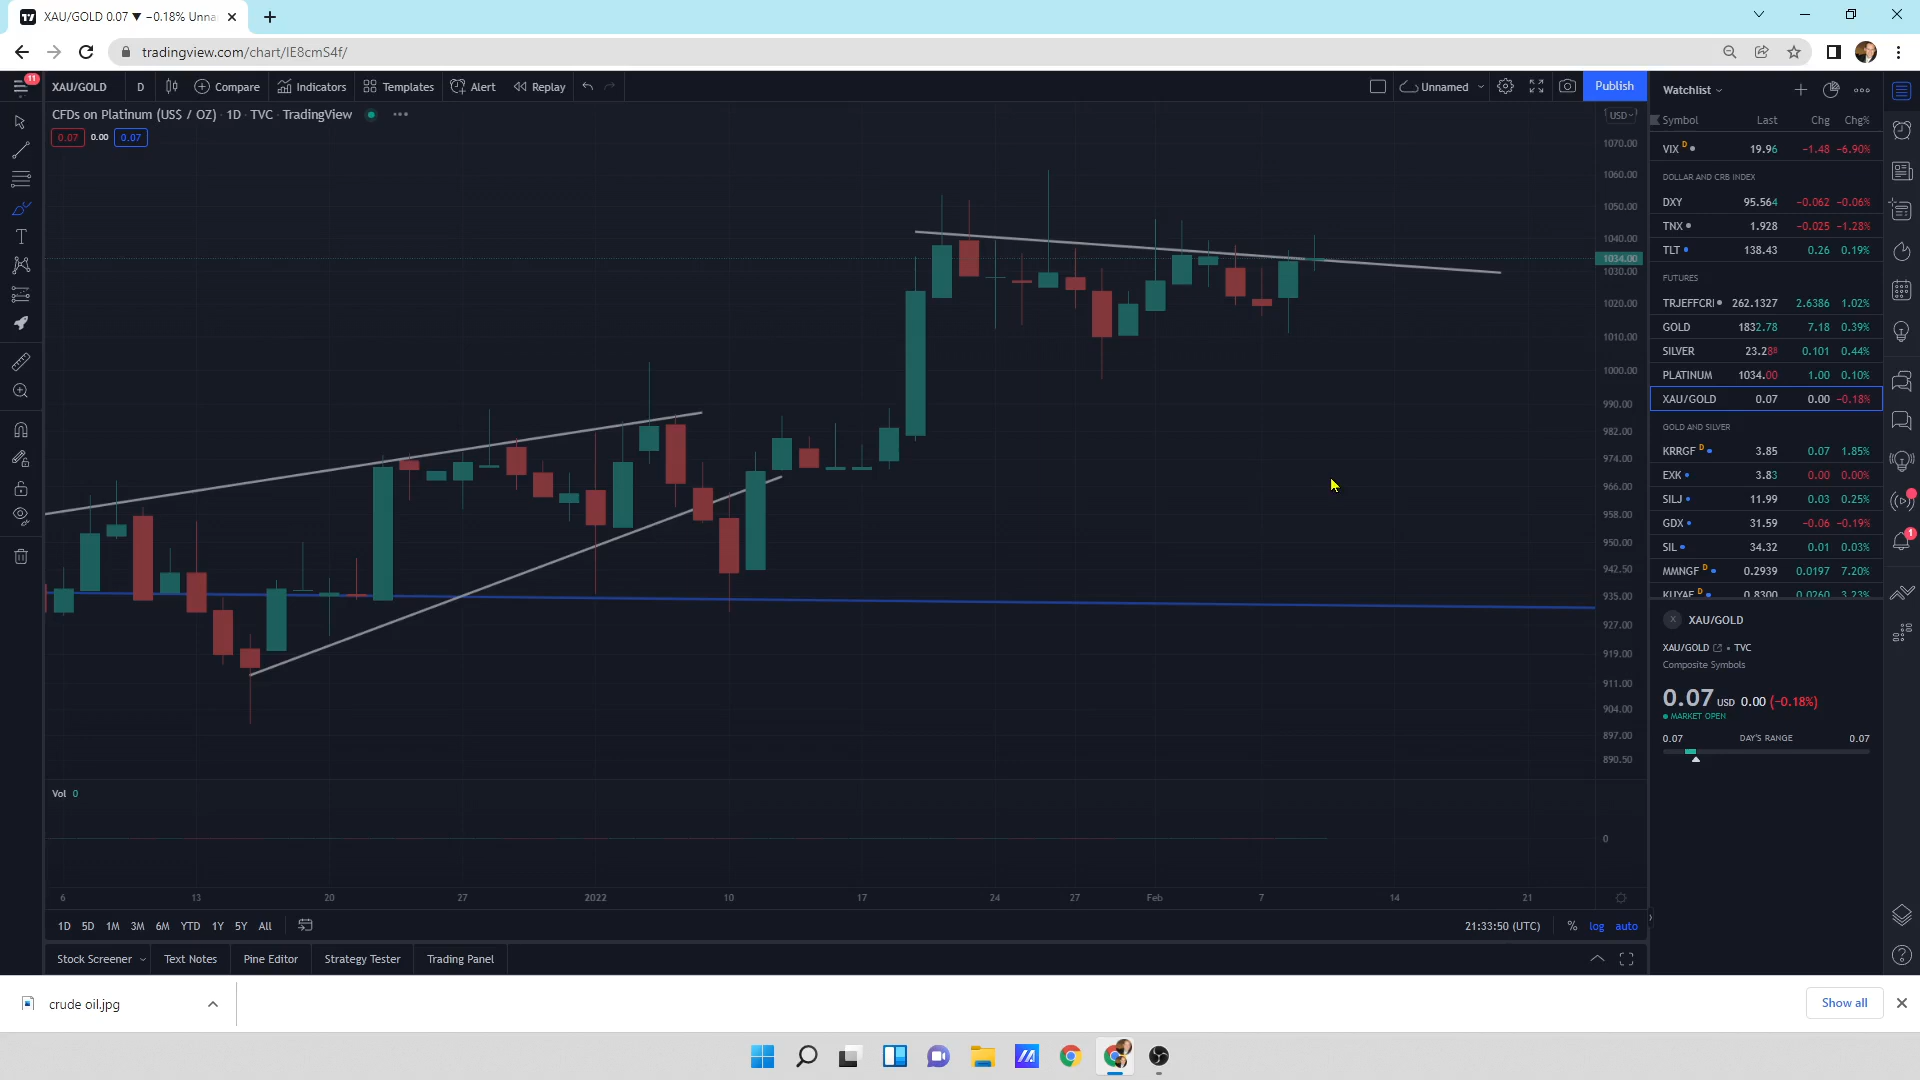 XAU/GOLD 0.07 ▼ −0.18% Unna
tradingview.com/chart/IE8cmS4f/
11
XAU/GOLD D Compare Indicators Templates Alert Replay Unnamed Publish
CFDs on Platinum (US$ / OZ) · 1D · TVC · TradingView
0.07 0.00 0.07
USD
1070.00
1060.00
1050.00
1040.00
1034.00
1030.00
1020.00
1010.00
1000.00
990.00
982.00
974.00
966.00
958.00
950.00
942.50
935.00
927.00
919.00
911.00
904.00
897.00
890.50
Vol 0
0
6 13 20 27 2022 10 17 24 27 Feb 7 14 21
1D 5D 1M 3M 6M YTD 1Y 5Y All 21:33:50 (UTC) % log auto
Stock Screener Text Notes Pine Editor Strategy Tester Trading Panel
Watchlist
Symbol Last Chg Chg%
VIX D 19.96 −1.48 −6.90%
DOLLAR AND CRB INDEX
DXY 95.564 −0.062 −0.06%
TNX 1.928 −0.025 −1.28%
TLT 138.43 0.26 0.19%
FUTURES
TRJEFFCRI 262.1327 2.6386 1.02%
GOLD 1832.78 7.18 0.39%
SILVER 23.288 0.101 0.44%
PLATINUM 1034.00 1.00 0.10%
XAU/GOLD 0.07 0.00 −0.18%
GOLD AND SILVER
KRRGF D 3.85 0.07 1.85%
EXK 3.83 0.00 0.00%
SILJ 11.99 0.03 0.25%
GDX 31.59 −0.06 −0.19%
SIL 34.32 0.01 0.03%
MMNGF D 0.2939 0.0197 7.20%
KUYAF D 0.8300 0.0260 3.23%
1
X XAU/GOLD
XAU/GOLD • TVC
Composite Symbols
0.07 USD 0.00 (−0.18%)
MARKET OPEN
0.07 DAY'S RANGE 0.07
crude oil.jpg
Show all